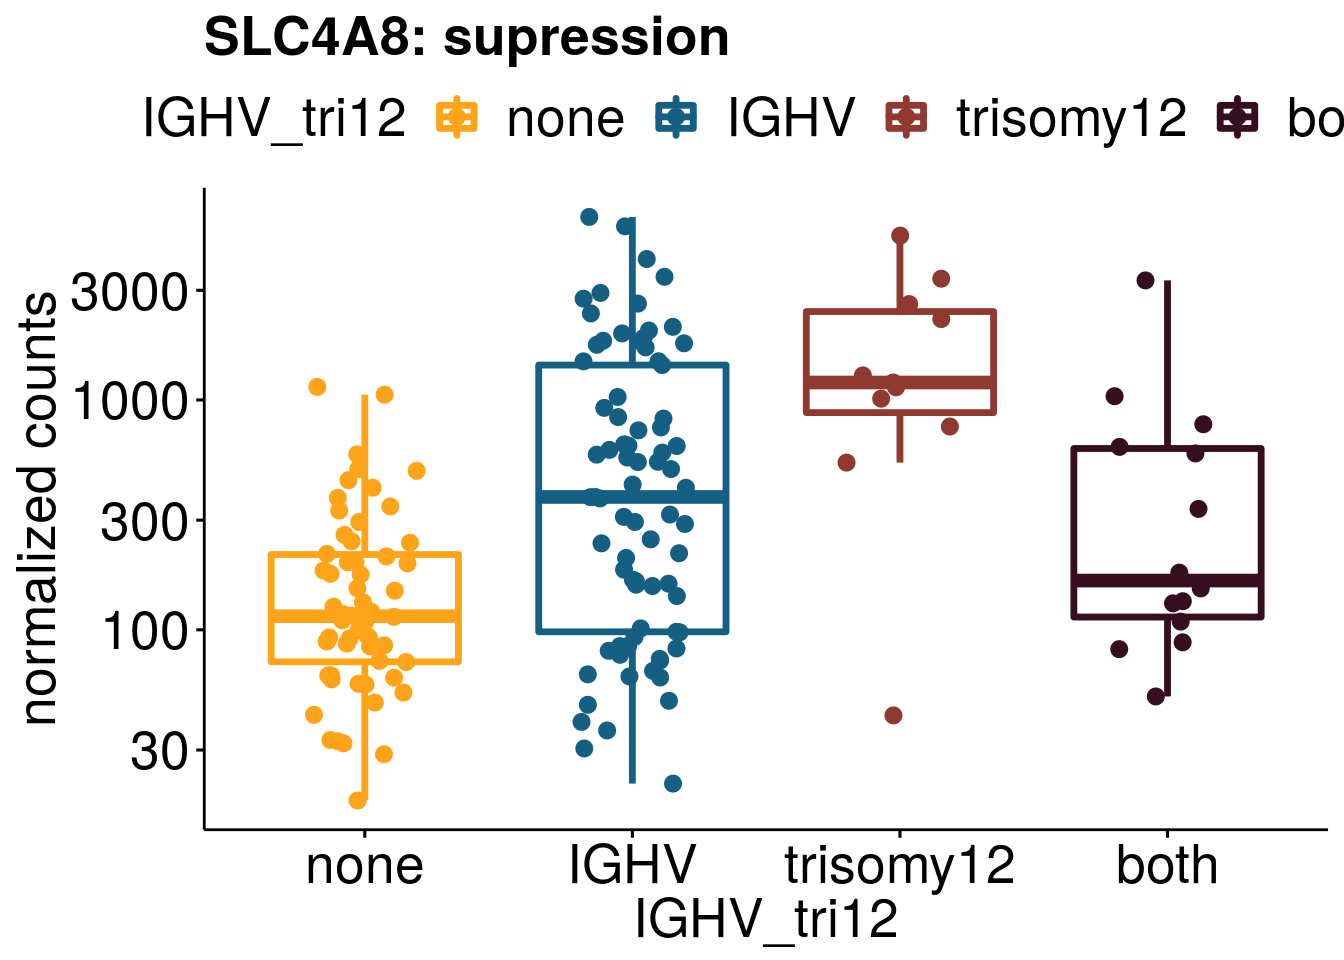 SLC4A8: supression
IGHV_tri12 none IGHV trisomy12 bo
normalized counts
3000
1000
300
100
30
none IGHV trisomy12 both
IGHV_tri12